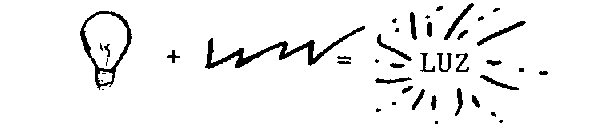 + = LUZ